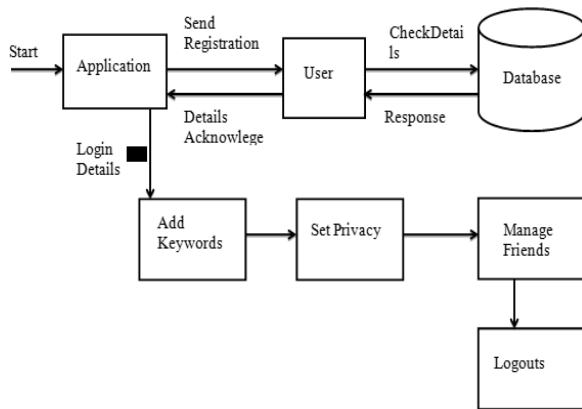 Start
Application
Send
Registration
User
CheckDetai
ls
Database
Details
Acknowlege
Response
Login
Details
Add
Keywords
Set Privacy
Manage
Friends
Logouts